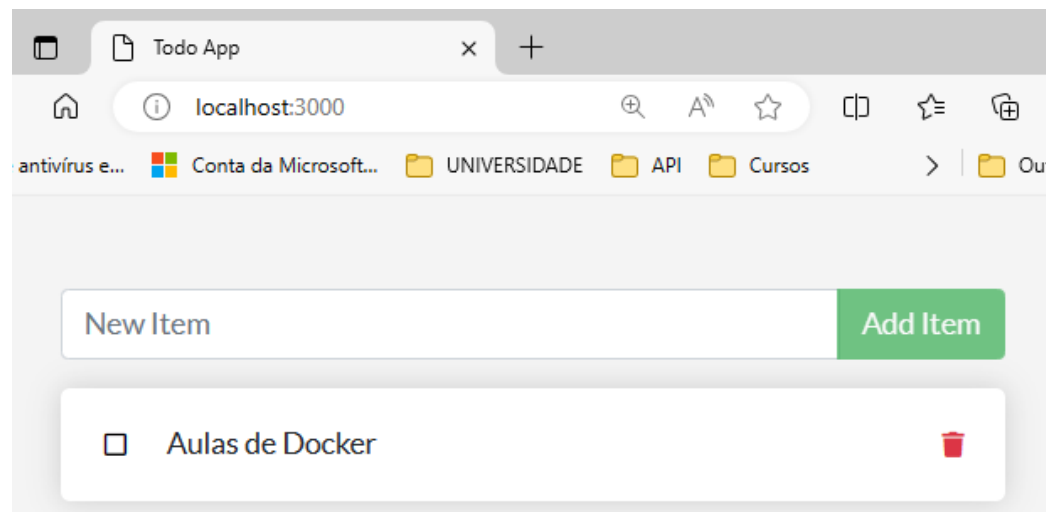 Todo App
localhost:3000
antivírus e... Conta da Microsoft... UNIVERSIDADE API Cursos Ou
New Item Add Item
Aulas de Docker